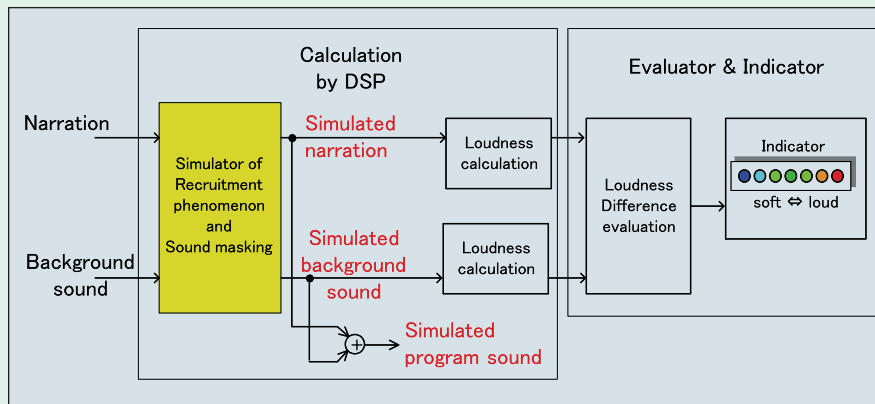 Calculation
by DSP
Evaluator & Indicator
Narration
Simulated
narration
Simulator of
Recruitment
phenomenon
and
Sound masking
Loudness
calculation
Indicator
soft ⇔ loud
Loudness
Difference
evaluation
Background
sound
Simulated
background
sound
Loudness
calculation
+
Simulated
program sound